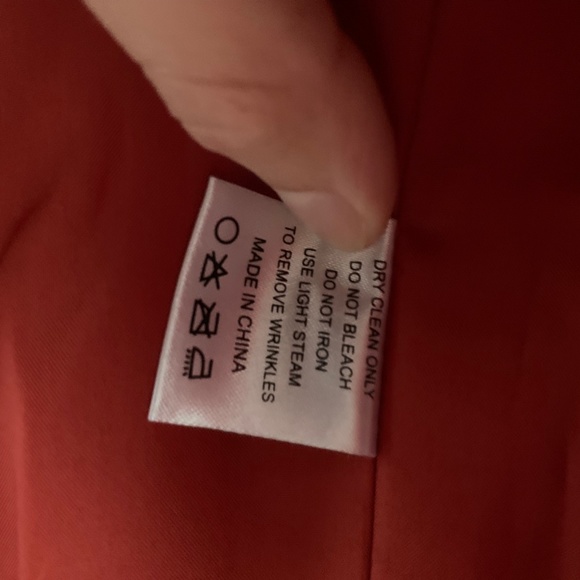 DRY CLEAN ONLY
DO NOT BLEACH
DO NOT IRON
USE LIGHT STEAM
TO REMOVE WRINKLES
MADE IN CHINA